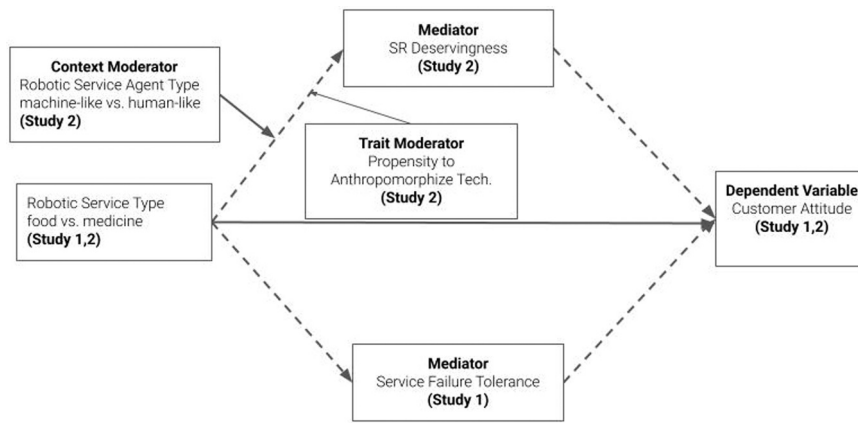 Mediator
SR Deservingness
(Study 2)
Context Moderator
Robotic Service Agent Type
machine-like vs. human-like
(Study 2)
Trait Moderator
Propensity to
Anthropomorphize Tech.
(Study 2)
Robotic Service Type
food vs. medicine
(Study 1,2)
Dependent Variable
Customer Attitude
(Study 1,2)
Mediator
Service Failure Tolerance
(Study 1)